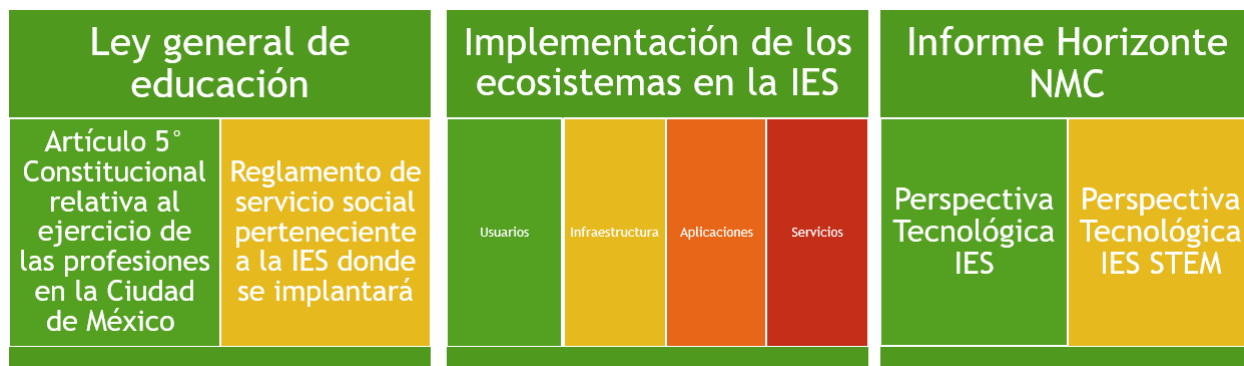 Ley general de
educación
Artículo 5°
Constitucional
relativa al
ejercicio de
las profesiones
en la Ciudad
de México
Reglamento de
servicio social
perteneciente
a la IES donde
se implantará
Implementación de los
ecosistemas en la IES
Usuarios
Infraestructura
Aplicaciones
Servicios
Informe Horizonte
NMC
Perspectiva
Tecnológica
IES
Perspectiva
Tecnológica
IES STEM